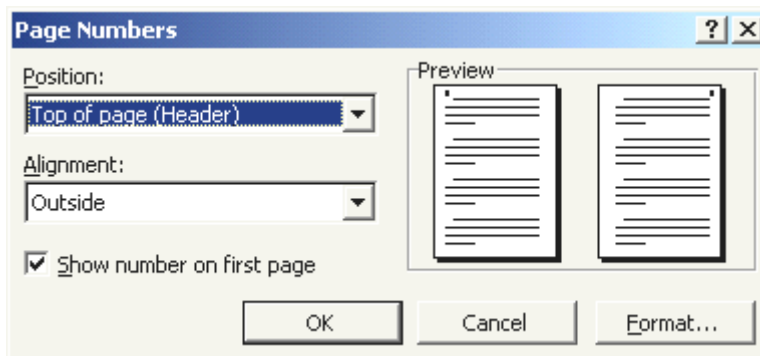 Page Numbers
Position:
Top of page (Header)
Alignment:
Outside
Show number on first page
Preview
OK
Cancel
Format...